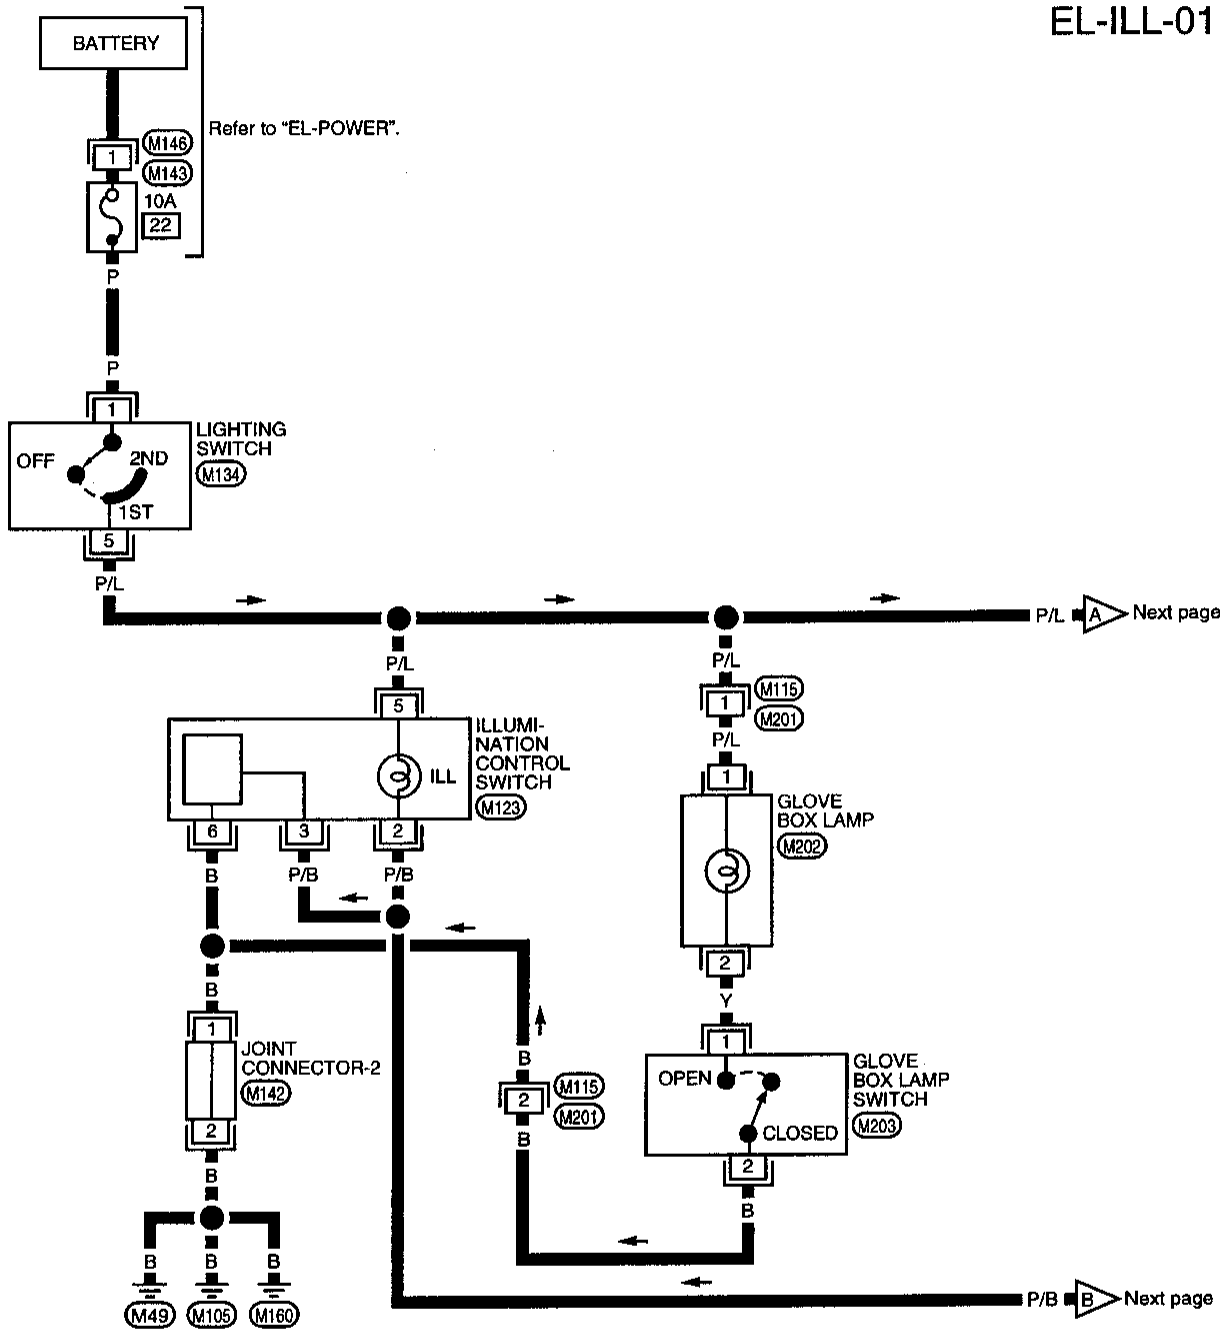 EL-ILL-01
BATTERY
Refer to “EL-POWER”.
1
M146
M143
10A
22
P
P
1
LIGHTING
SWITCH
M134
OFF
2ND
1ST
5
P/L
P/L
A
Next page
P/L
5
ILLUMI-
NATION
CONTROL
SWITCH
M123
ILL
6
3
2
B
P/B
P/B
P/L
1
M115
M201
P/L
1
GLOVE
BOX LAMP
M202
2
Y
1
GLOVE
BOX LAMP
SWITCH
M203
OPEN
CLOSED
2
B
B
1
JOINT
CONNECTOR-2
M142
2
B
B
2
M115
M201
B
B
B
B
M49
M105
M160
P/B
B
Next page